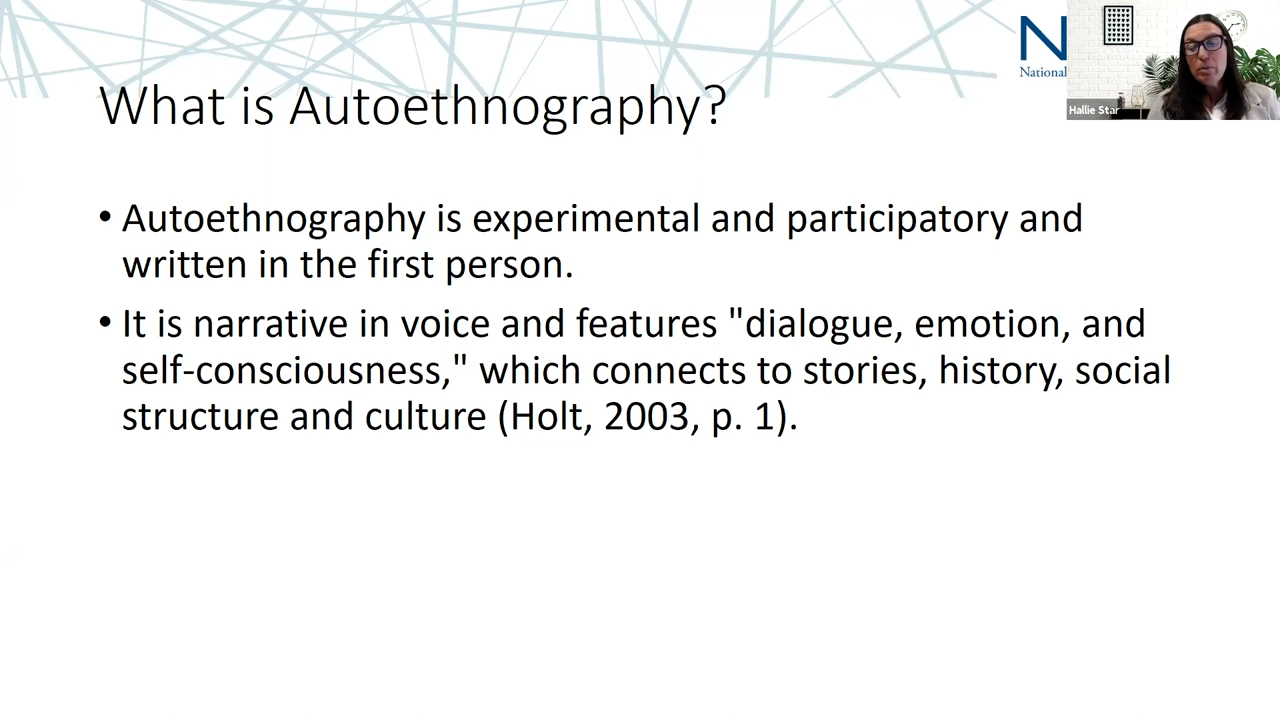 N
National
Hallie Star
What is Autoethnography?
• Autoethnography is experimental and participatory and
written in the first person.
• It is narrative in voice and features "dialogue, emotion, and
self-consciousness," which connects to stories, history, social
structure and culture (Holt, 2003, p. 1).